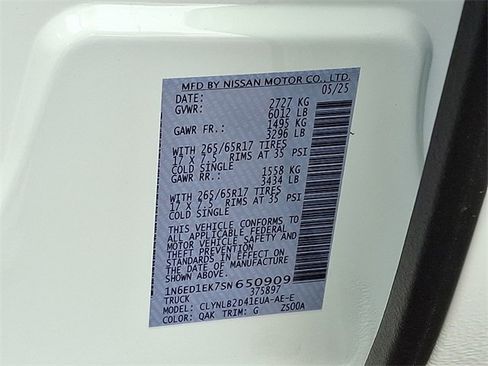 MFD BY NISSAN MOTOR CO., LTD.
DATE: 05/25
GVWR: 2727 KG
6012 LB
GAWR FR.: 1495 KG
3296 LB
WITH 265/65R17 TIRES
17 X 7.5 RIMS AT 35 PSI
COLD SINGLE
GAWR RR.: 1558 KG
3434 LB
WITH 265/65R17 TIRES
17 X 7.5 RIMS AT 35 PSI
COLD SINGLE
THIS VEHICLE CONFORMS TO
ALL APPLICABLE FEDERAL
MOTOR VEHICLE SAFETY AND
THEFT PREVENTION
STANDARDS IN EFFECT ON
THE DATE OF MANUFACTURE
SHOWN ABOVE.
1N6ED1EK7SN650909
TRUCK 375897
MODEL: CLYNLB2D41EUA-AE-E
COLOR: QAK TRIM: G ZS00A